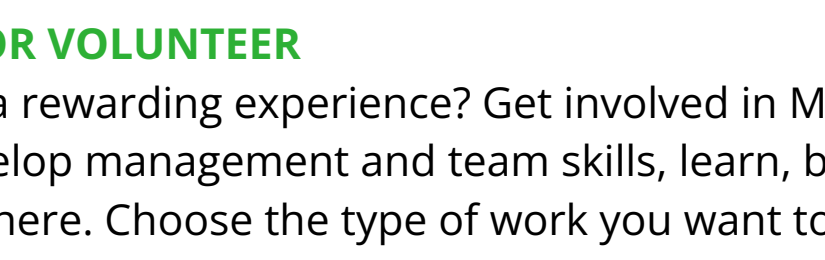 OR VOLUNTEER
a rewarding experience? Get involved in M
elop management and team skills, learn, b
here. Choose the type of work you want to